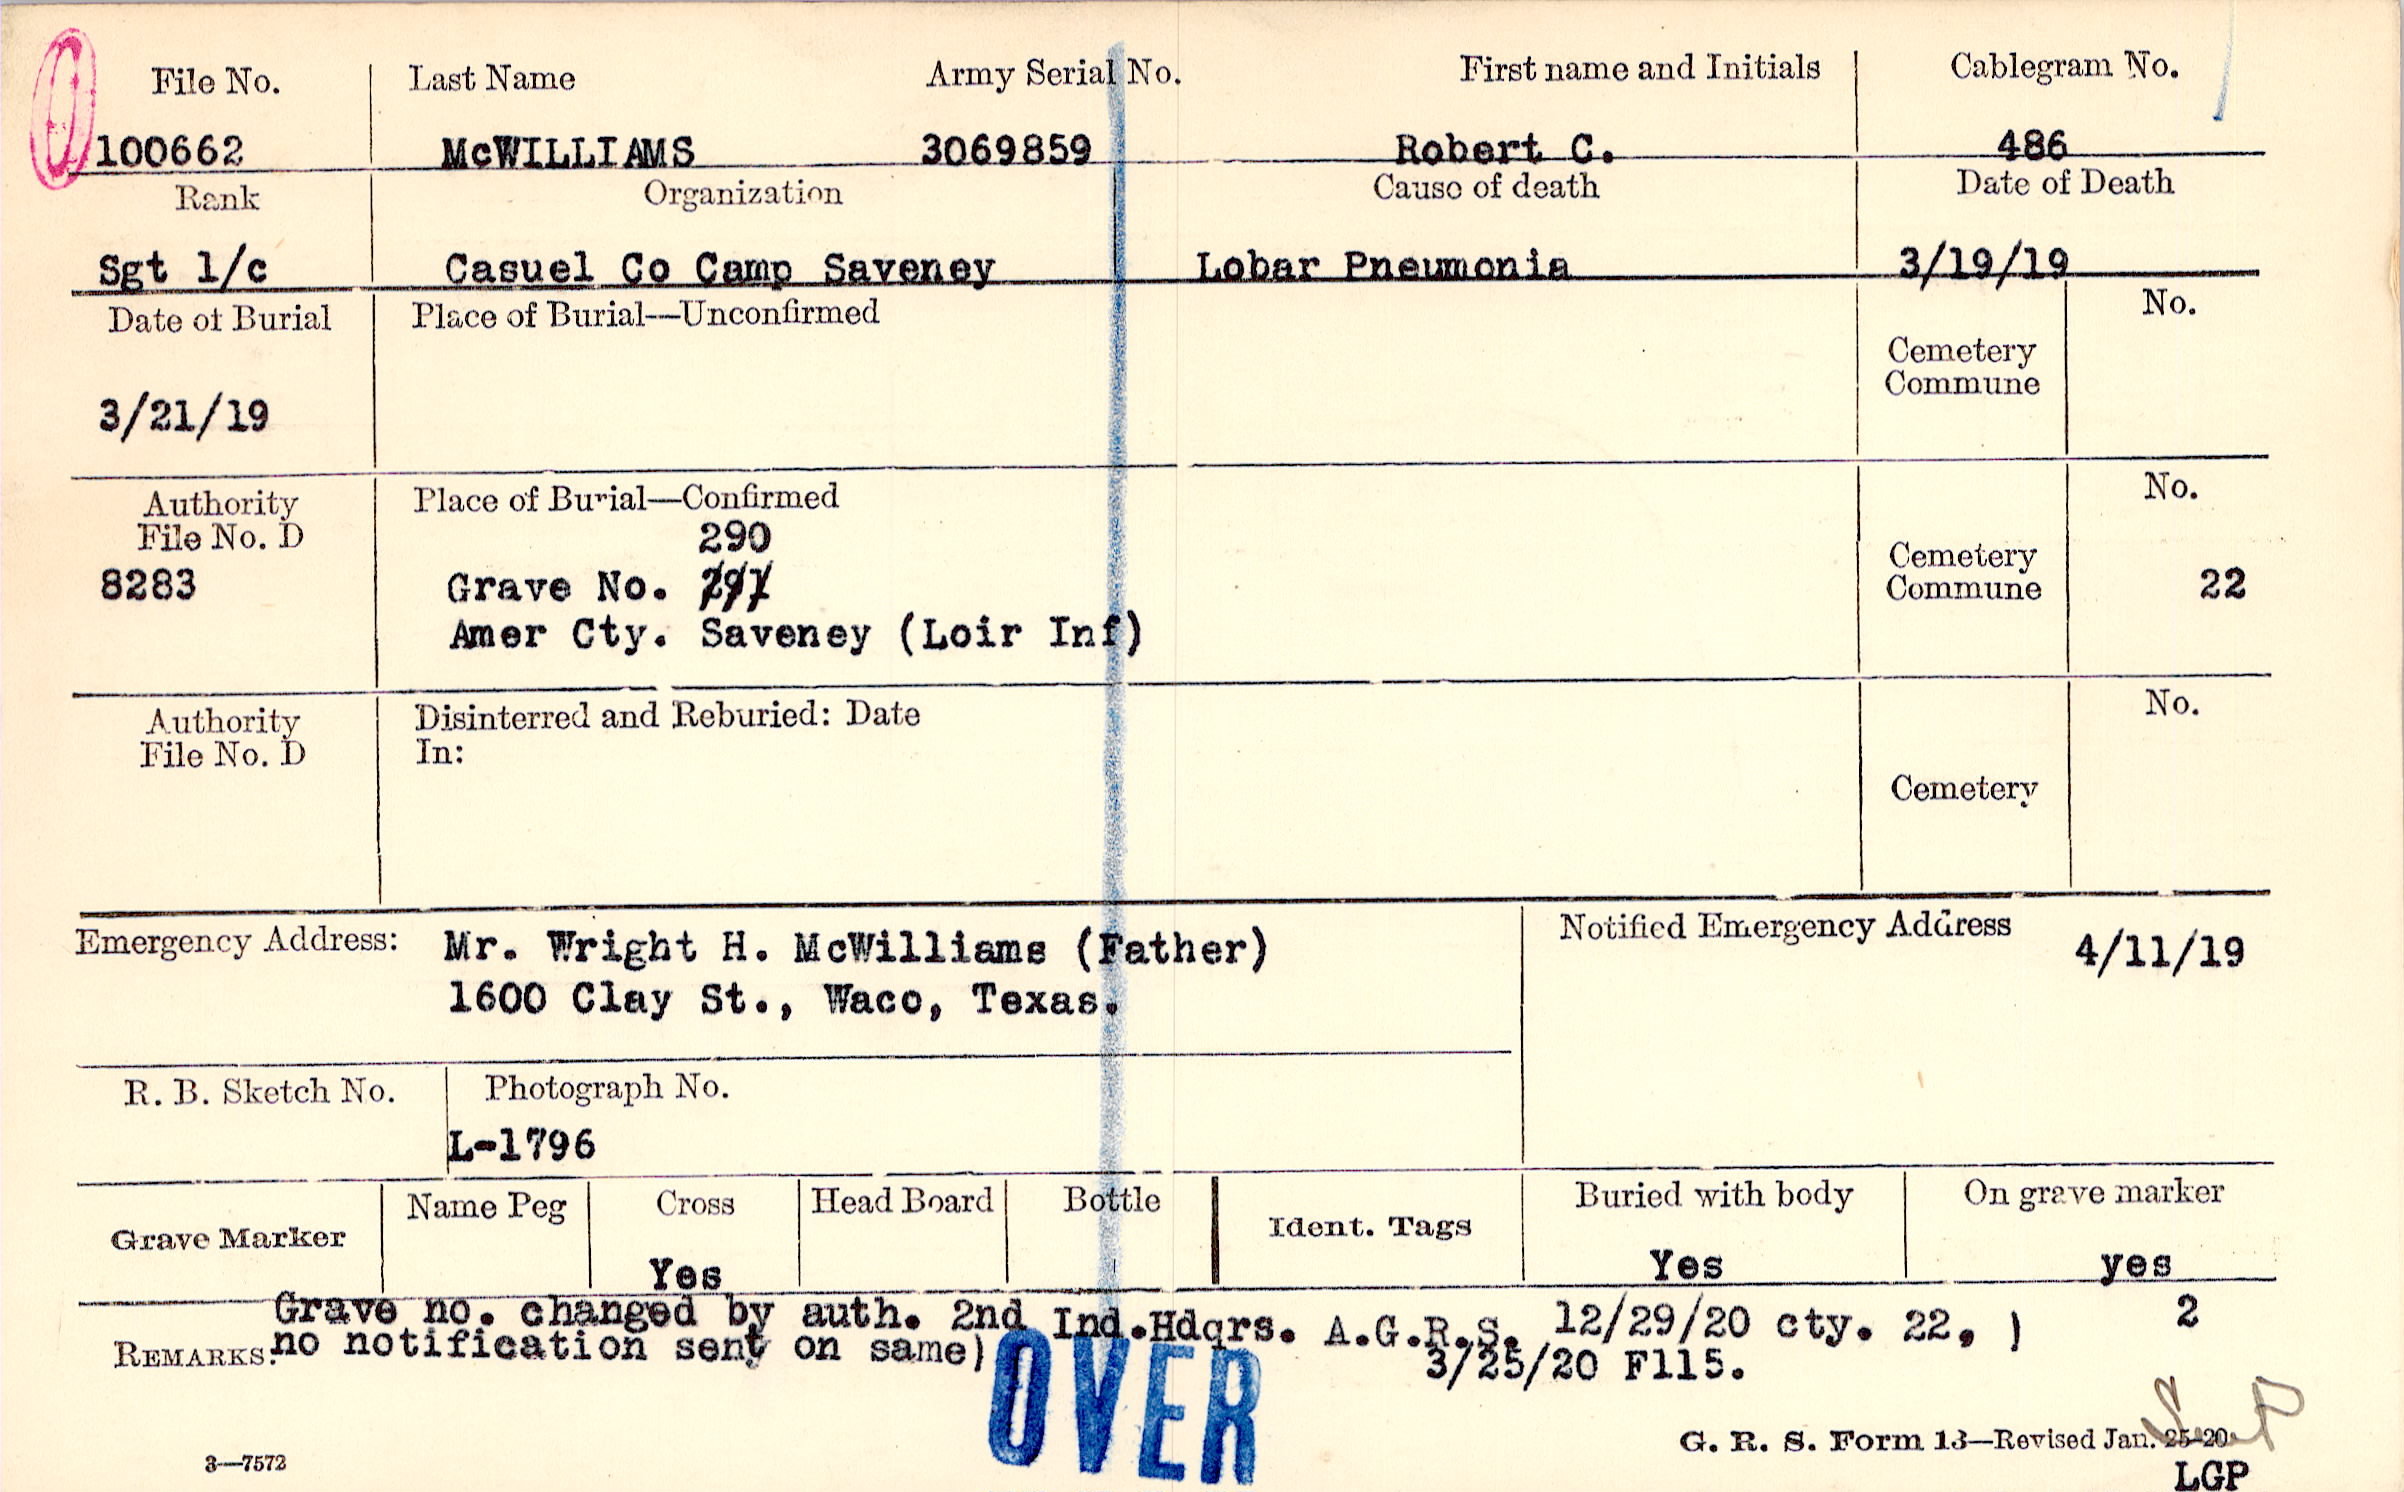 File No. Last Name Army Serial No. First name and Initials Cablegram No.
100662 McWILLIAMS 3069859 Robert C. 486
Rank Organization Cause of death Date of Death
Sgt 1/c Casuel Co Camp Saveney Lobar Pneumonia 3/19/19
Date of Burial Place of Burial—Unconfirmed No.
Cemetery
Commune
3/21/19
Authority Place of Burial—Confirmed No.
File No. D 290
Cemetery
8283 Grave No. 291 Commune 22
Amer Cty. Saveney (Loir Inf)
Authority Disinterred and Reburied: Date No.
File No. D In:
Cemetery
Emergency Address: Mr. Wright H. McWilliams (Father) Notified Emergency Address 4/11/19
1600 Clay St., Waco, Texas.
R. B. Sketch No. Photograph No.
L-1796
Grave Marker Name Peg Cross Head Board Bottle Ident. Tags Buried with body On grave marker
Yes Yes yes
Grave no. changed by auth. 2nd Ind.Hdqrs. A.G.R.S. 12/29/20 cty. 22, ) 2
REMARKS: no notification sent on same) 3/25/20 F115.
OVER
3—7572 G. R. S. Form 13—Revised Jan. 25-20
LGP